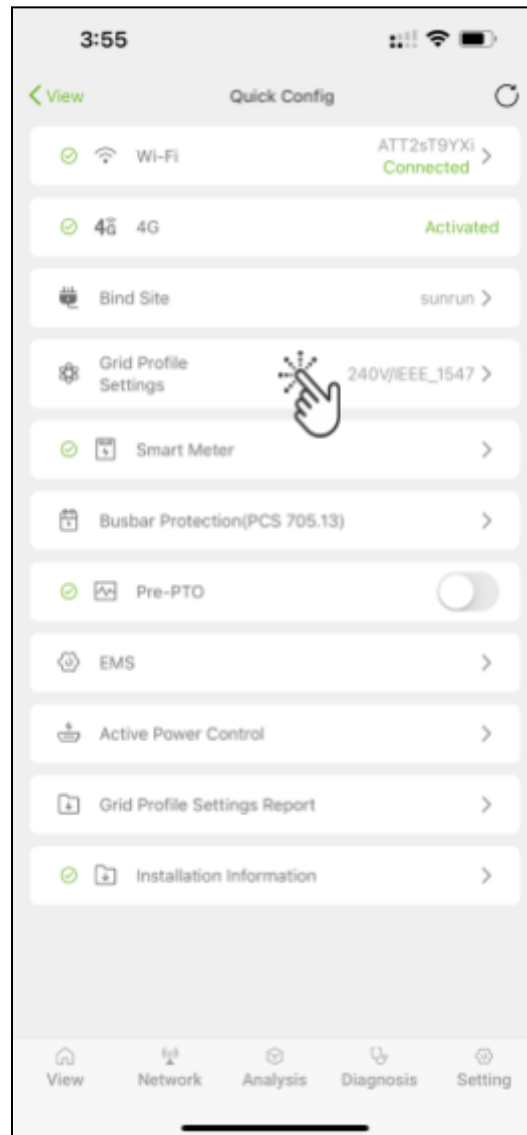 3:55
View Quick Config
Wi-Fi ATT2sT9YXi
Connected
4G 4G Activated
Bind Site sunrun
Grid Profile
Settings 240V/IEEE_1547
Smart Meter
Busbar Protection(PCS 705.13)
Pre-PTO
EMS
Active Power Control
Grid Profile Settings Report
Installation Information
View Network Analysis Diagnosis Setting